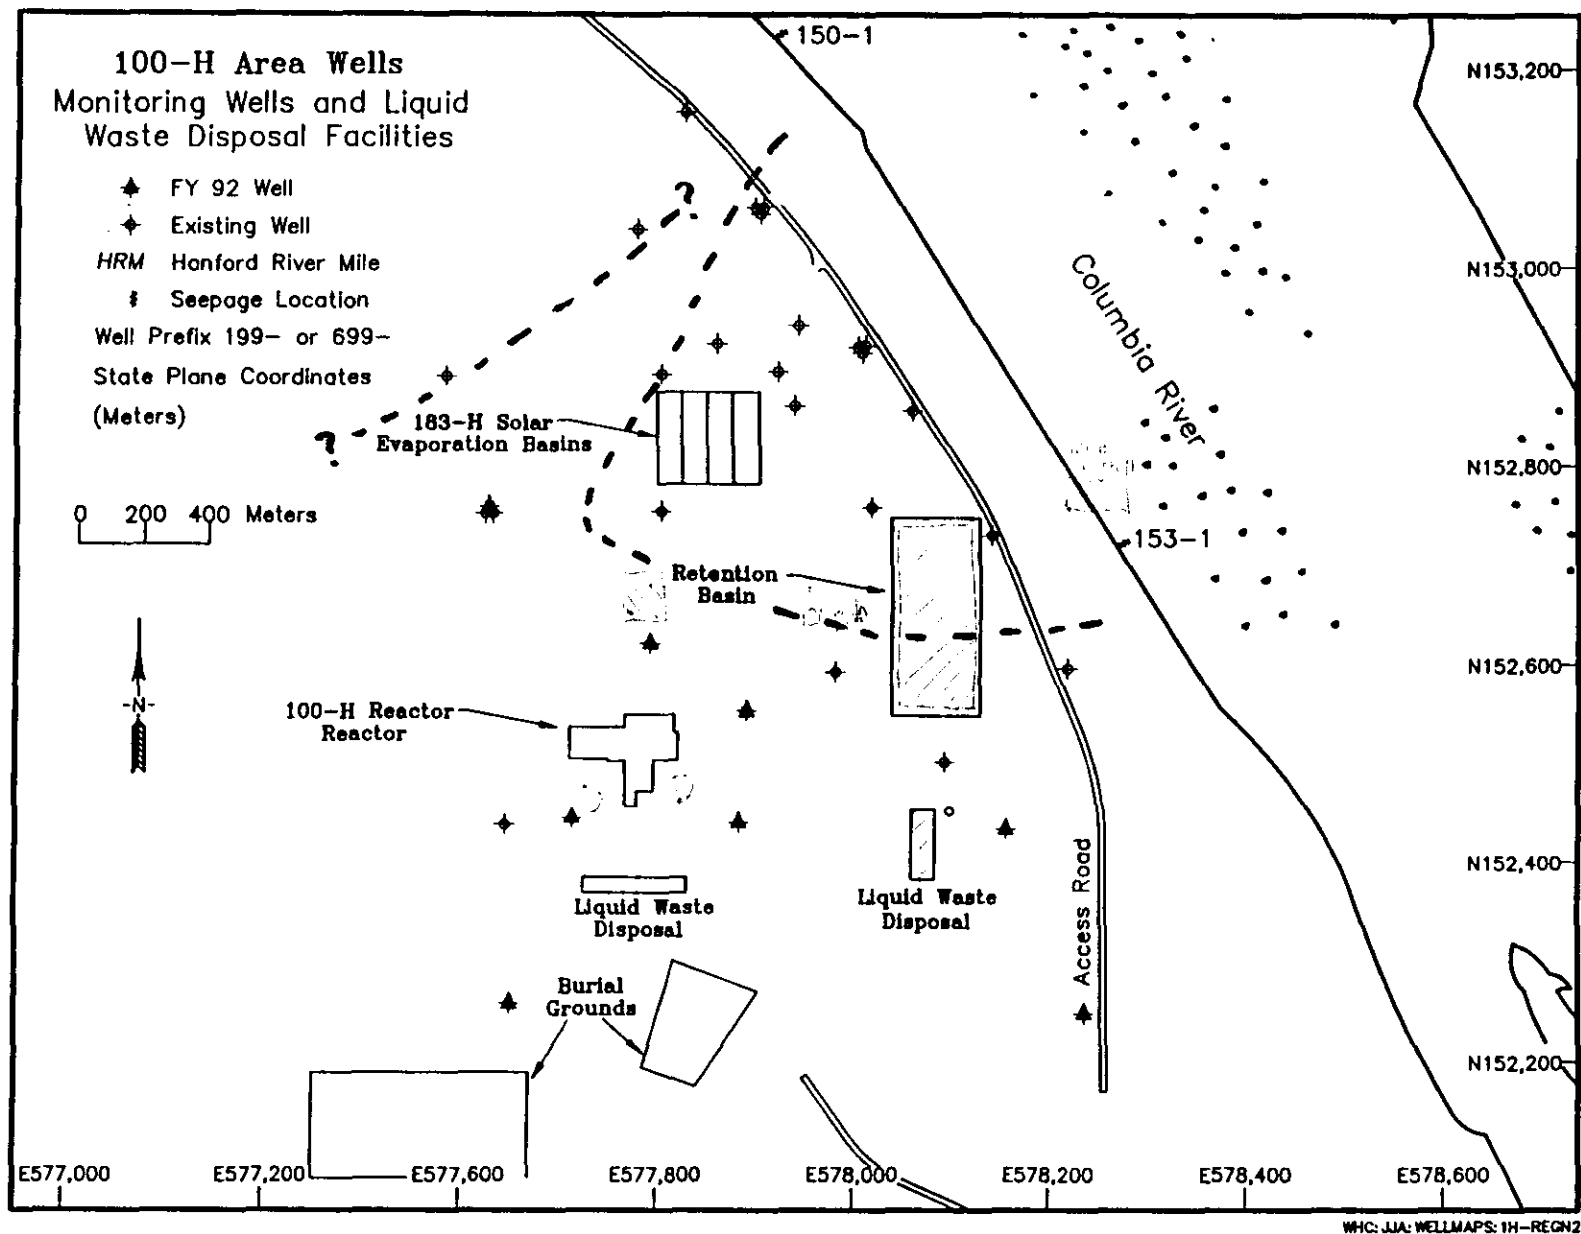 100-H Area Wells
Monitoring Wells and Liquid
Waste Disposal Facilities
FY 92 Well
Existing Well
HRM Hanford River Mile
Seepage Location
Well Prefix 199- or 699-
State Plane Coordinates
(Meters)
150-1
N153,200
?
N153,000
Columbia River
?
183-H Solar
Evaporation Basins
N152,800
0 200 400 Meters
153-1
Retention
Basin
N152,600
-N-
100-H Reactor
Reactor
N152,400
Liquid Waste
Disposal
Liquid Waste
Disposal
Access Road
Burial
Grounds
N152,200
E577,000 E577,200 E577,400 E577,600 E577,800 E578,000 E578,200 E578,400 E578,600
WHC: JJA: WELLMAPS: 1H-REGN2